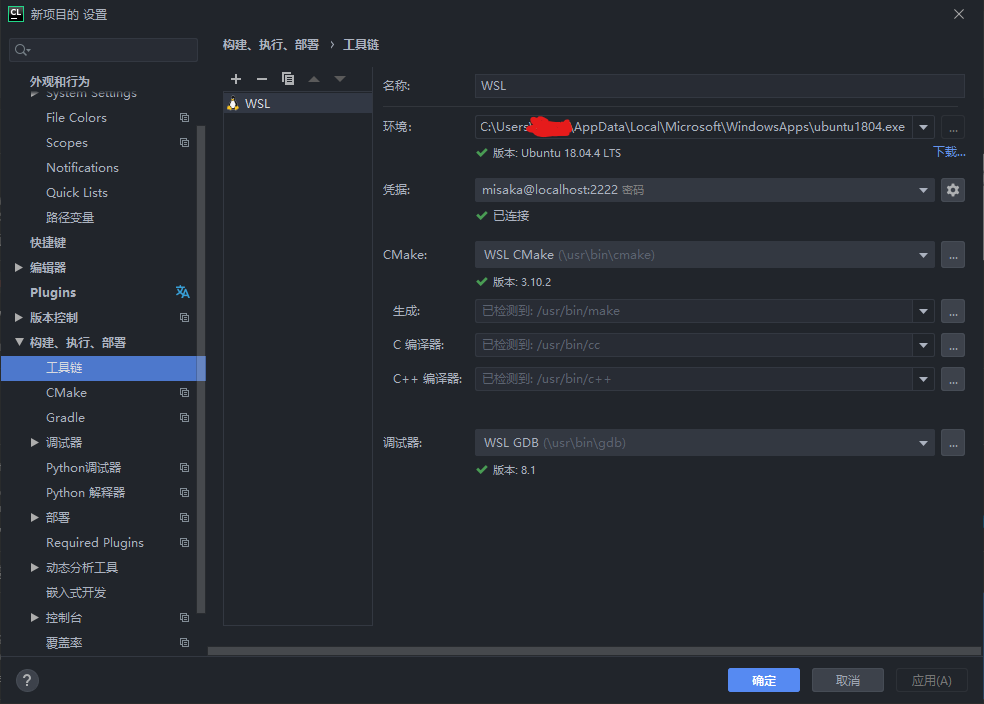 CL 新项目的 设置
外观和行为
System Settings
File Colors
Scopes
Notifications
Quick Lists
路径变量
快捷键
编辑器
Plugins
版本控制
构建、执行、部署
工具链
CMake
Gradle
调试器
Python调试器
Python 解释器
部署
Required Plugins
动态分析工具
嵌入式开发
控制台
覆盖率
构建、执行、部署 › 工具链
WSL
名称: WSL
环境: C:\Users\ \AppData\Local\Microsoft\WindowsApps\ubuntu1804.exe ...
版本: Ubuntu 18.04.4 LTS 下载...
凭据: misaka@localhost:2222 密码
已连接
CMake: WSL CMake (\usr\bin\cmake) ...
版本: 3.10.2
生成: 已检测到: /usr/bin/make ...
C 编译器: 已检测到: /usr/bin/cc ...
C++ 编译器: 已检测到: /usr/bin/c++ ...
调试器: WSL GDB (\usr\bin\gdb) ...
版本: 8.1
? 确定 取消 应用(A)